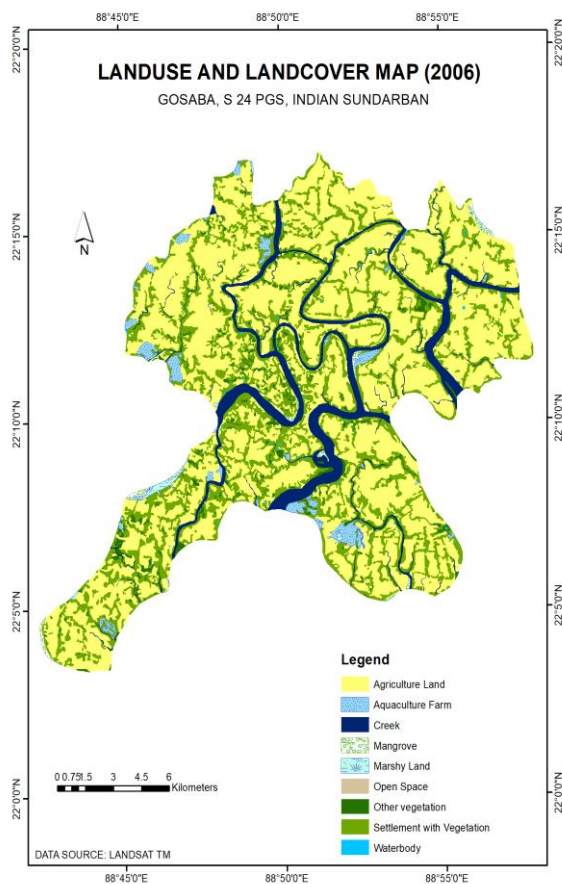 88°45'0"E 88°50'0"E 88°55'0"E
22°20'0"N 22°20'0"N
LANDUSE AND LANDCOVER MAP (2006)
GOSABA, S 24 PGS, INDIAN SUNDARBAN
22°15'0"N 22°15'0"N
N
22°10'0"N 22°10'0"N
22°5'0"N 22°5'0"N
Legend
Agriculture Land
Aquaculture Farm
Creek
Mangrove
Marshy Land
Open Space
Other vegetation
Settlement with Vegetation
Waterbody
0 0.75 1.5 3 4.5 6
Kilometers
22°0'0"N 22°0'0"N
DATA SOURCE: LANDSAT TM
88°45'0"E 88°50'0"E 88°55'0"E